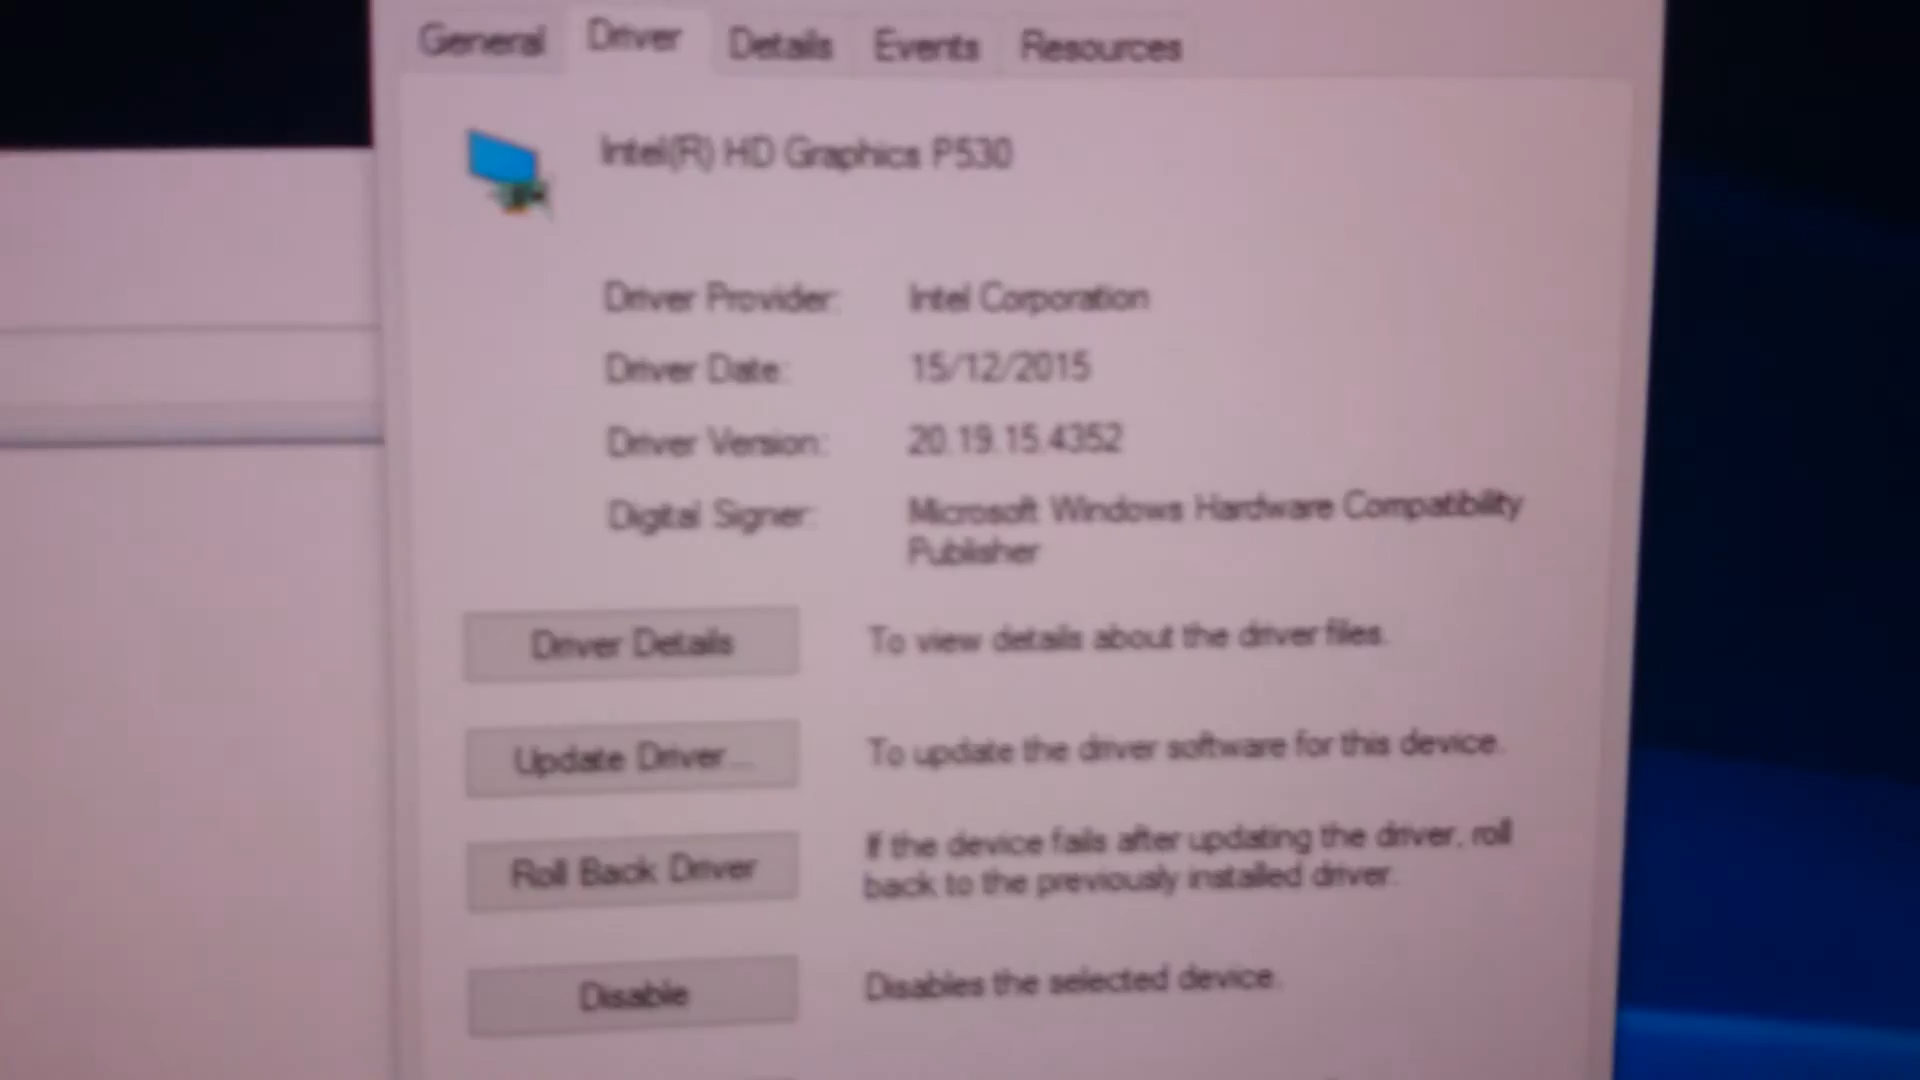 General Driver Details Events Resources
Intel(R) HD Graphics P530
Driver Provider: Intel Corporation
Driver Date: 15/12/2015
Driver Version: 20.19.15.4352
Digital Signer: Microsoft Windows Hardware Compatibility
Publisher
Driver Details To view details about the driver files.
Update Driver... To update the driver software for this device.
Roll Back Driver If the device fails after updating the driver, roll
back to the previously installed driver.
Disable Disables the selected device.